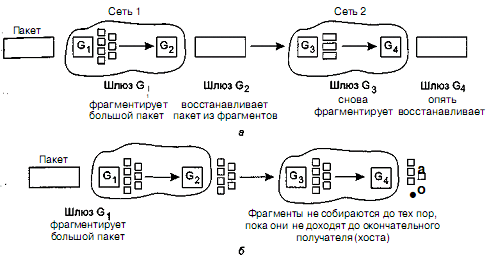 Сеть 1
Сеть 2
Пакет
G1
G2
G3
G4
Шлюз G1
фрагментирует
большой пакет
Шлюз G2
восстанавливает
пакет из фрагментов
Шлюз G3
снова
фрагментирует
Шлюз G4
опять
восстанавливает
а
Пакет
G1
G2
G3
G4
а
о
Шлюз G1
фрагментирует
большой пакет
Фрагменты не собираются до тех пор,
пока они не доходят до окончательного
получателя (хоста)
б